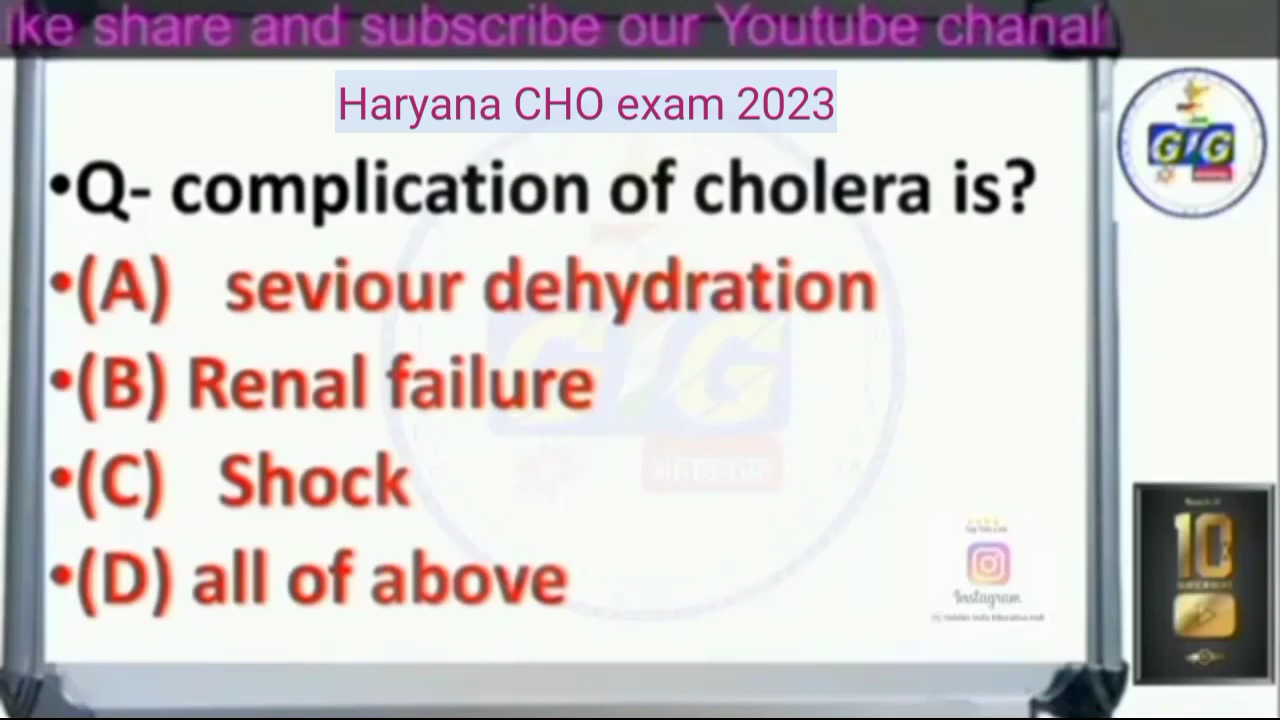 ke share and subscribe our Youtube chanal
Haryana CHO exam 2023
GIG
•Q- complication of cholera is?
•(A) seviour dehydration
•(B) Renal failure
•(C) Shock
•(D) all of above
Instagram
10